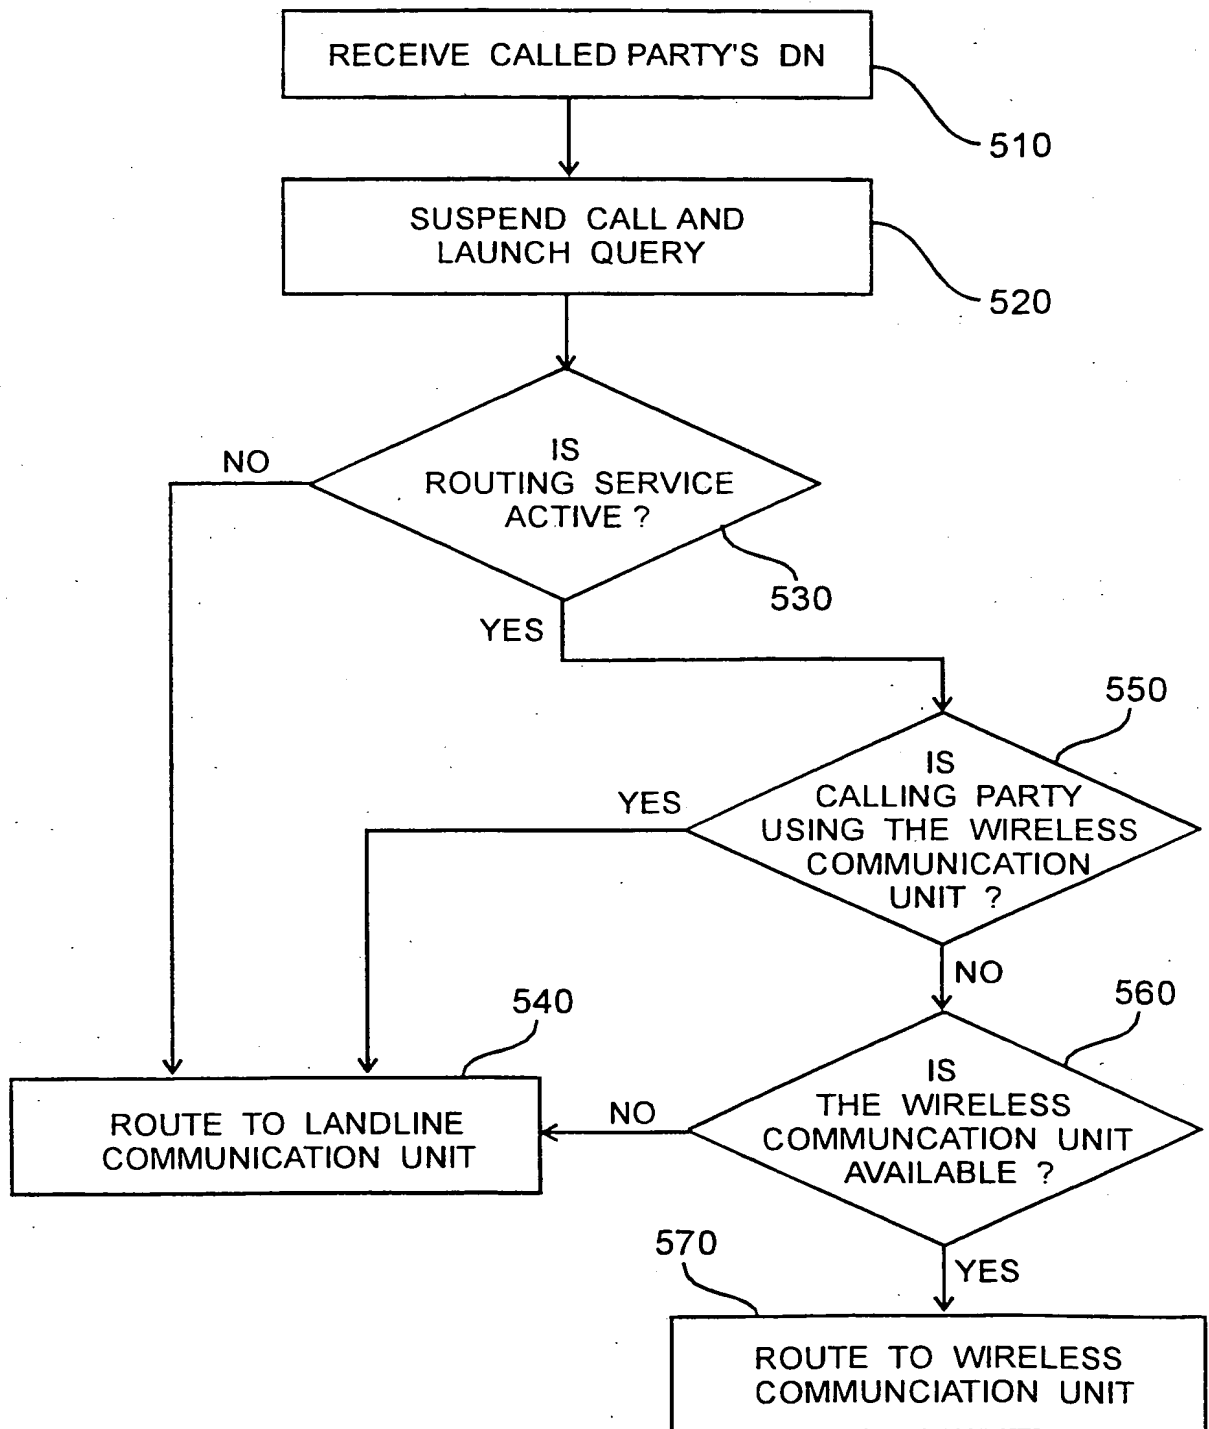 RECEIVE CALLED PARTY'S DN
510
SUSPEND CALL AND
LAUNCH QUERY
520
IS
ROUTING SERVICE
ACTIVE ?
NO
530
YES
550
IS
CALLING PARTY
USING THE WIRELESS
COMMUNICATION
UNIT ?
YES
NO
540
560
ROUTE TO LANDLINE
COMMUNICATION UNIT
NO
IS
THE WIRELESS
COMMUNCATION UNIT
AVAILABLE ?
570
YES
ROUTE TO WIRELESS
COMMUNCIATION UNIT